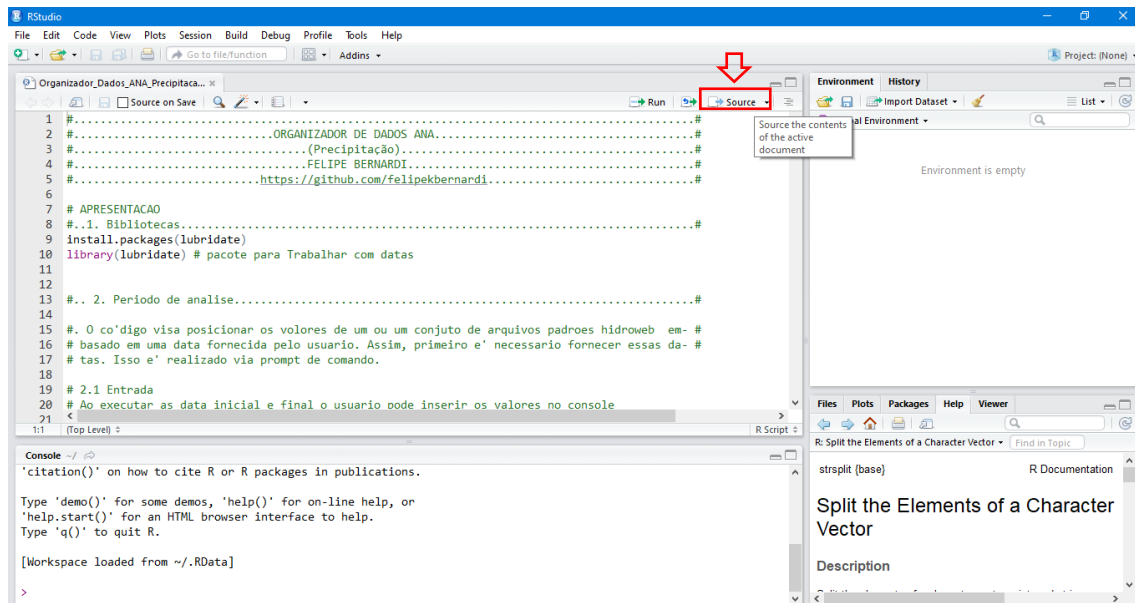 RStudio
File Edit Code View Plots Session Build Debug Profile Tools Help
Go to file/function Addins Project: (None)
Organizador_Dados_ANA_Precipitaca...
Source on Save Run Source
1 #............................................................................................#
2 #..............................ORGANIZADOR DE DADOS ANA.......................................#
3 #...................................(Precipitação)............................................#
4 #...................................FELIPE BERNARDI...........................................#
5 #............................https://github.com/felipekbernardi...............................#
6
7 # APRESENTACAO
8 #..1. Bibliotecas.............................................................................#
9 install.packages(lubridate)
10 library(lubridate) # pacote para Trabalhar com datas
11
12
13 #.. 2. Periodo de analise.....................................................................#
14
15 #. O co'digo visa posicionar os volores de um ou um conjuto de arquivos padroes hidroweb em- #
16 # basado em uma data fornecida pelo usuario. Assim, primeiro e' necessario fornecer essas da- #
17 # tas. Isso e' realizado via prompt de comando.
18
19 # 2.1 Entrada
20 # Ao executar as data inicial e final o usuario pode inserir os valores no console
21
1:1 (Top Level) R Script
Source the contents
of the active
document
Console ~/
'citation()' on how to cite R or R packages in publications.
Type 'demo()' for some demos, 'help()' for on-line help, or
'help.start()' for an HTML browser interface to help.
Type 'q()' to quit R.
[Workspace loaded from ~/.RData]
>
Environment History
Import Dataset List
al Environment
Environment is empty
Files Plots Packages Help Viewer
R: Split the Elements of a Character Vector Find in Topic
strsplit {base} R Documentation
Split the Elements of a Character
Vector
Description